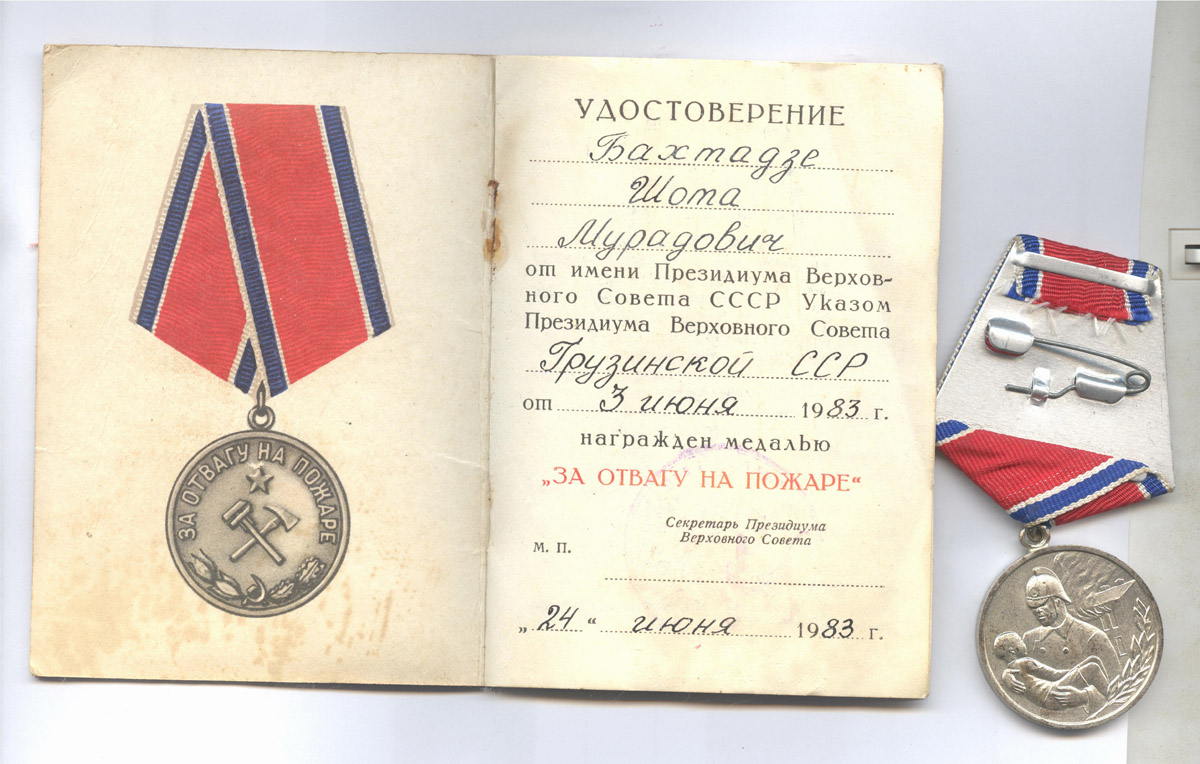 ЗА ОТВАГУ НА ПОЖАРЕ
УДОСТОВЕРЕНИЕ
Бахтадзе
Шота
Мурадович
от имени Президиума Верхов-
ного Совета СССР Указом
Президиума Верховного Совета
Грузинской ССР
от 3 июня 1983 г.
награжден медалью
„ЗА ОТВАГУ НА ПОЖАРЕ“
Секретарь Президиума
Верховного Совета
М. П.
„24“ июня 1983 г.